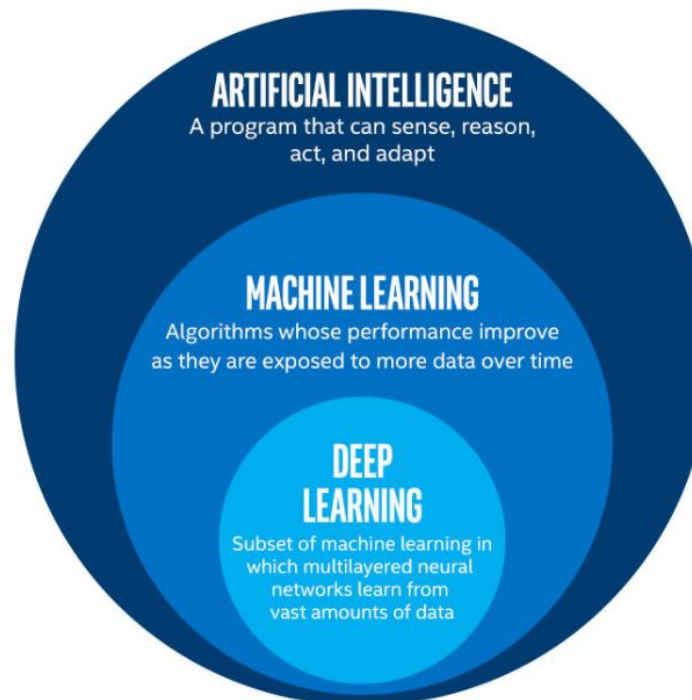 ARTIFICIAL INTELLIGENCE
A program that can sense, reason,
act, and adapt
MACHINE LEARNING
Algorithms whose performance improve
as they are exposed to more data over time
DEEP
LEARNING
Subset of machine learning in
which multilayered neural
networks learn from
vast amounts of data